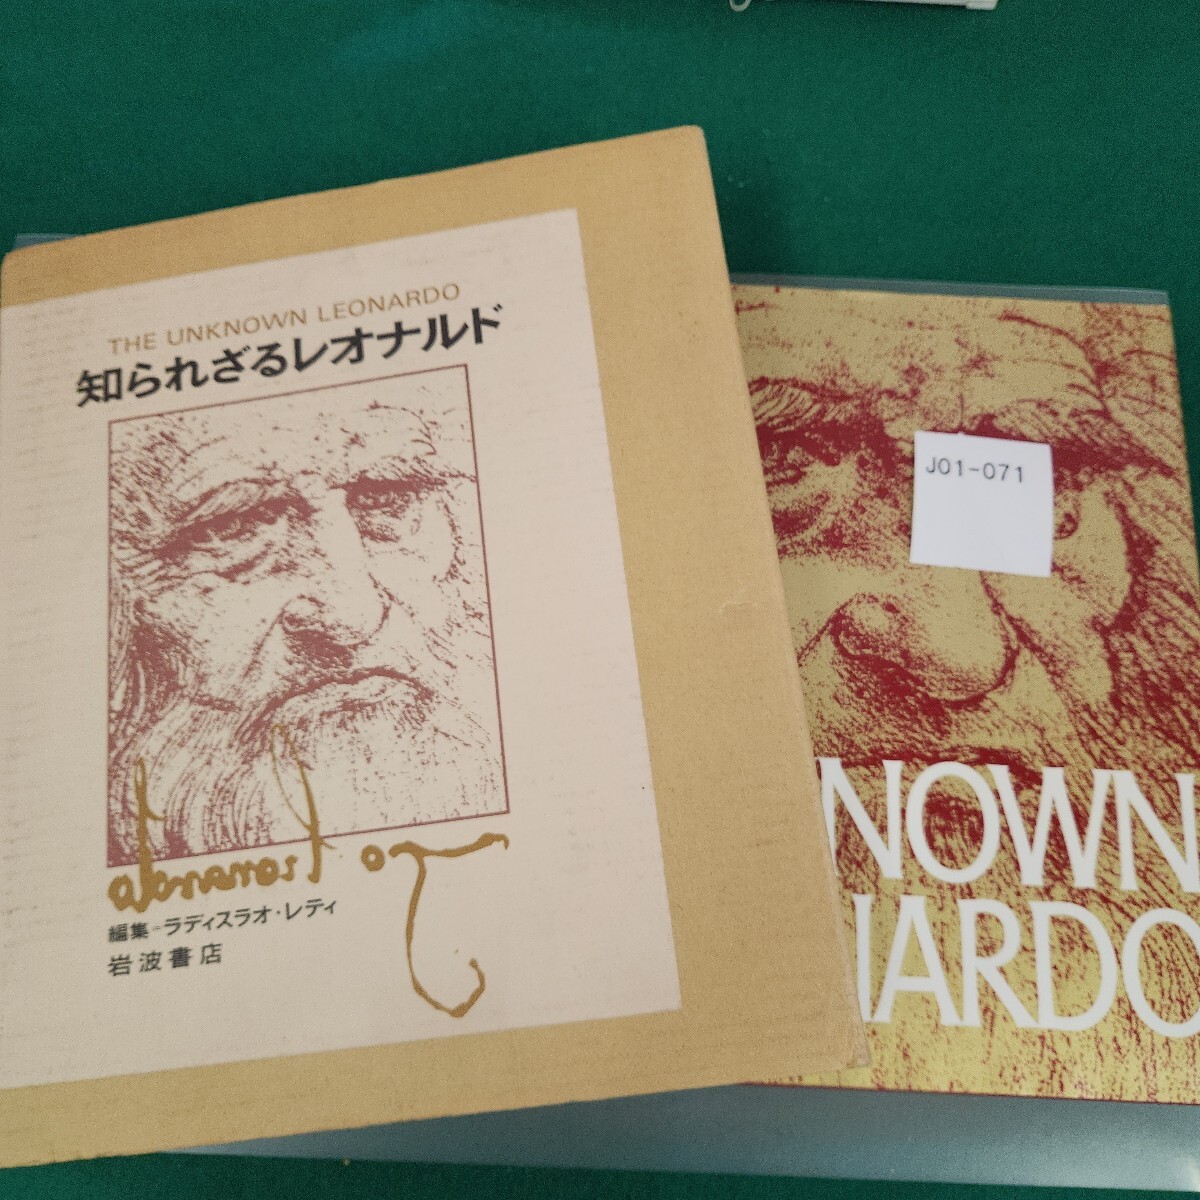 THE UNKNOWN LEONARDO
知られざるレオナルド
編集=ラディスラオ・レティ
岩波書店
J01-071
NOWN
NARDO